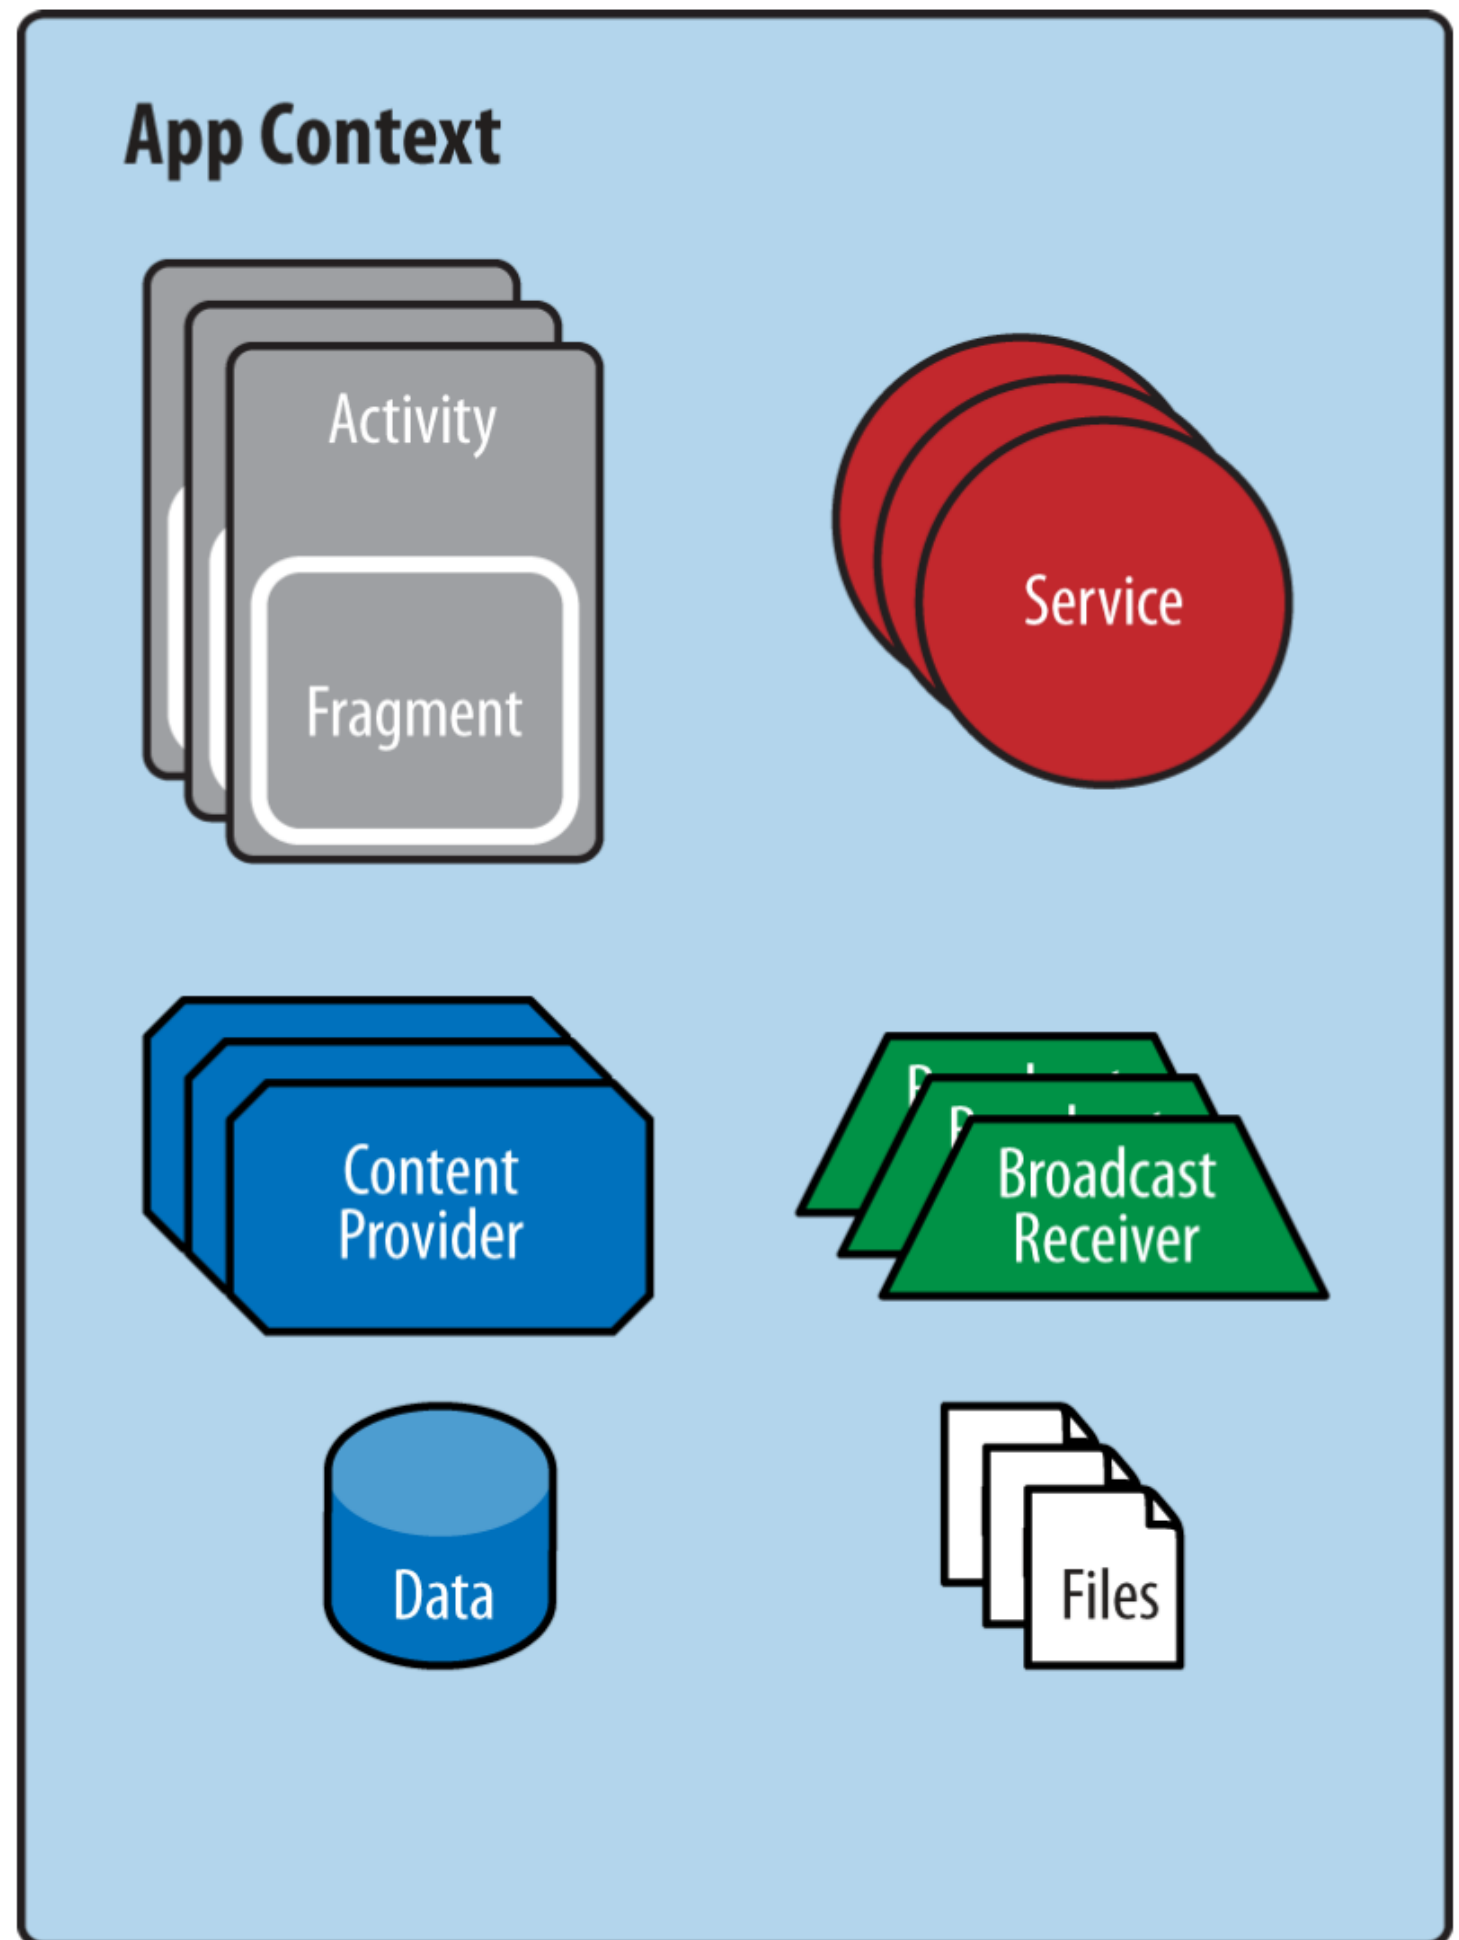 App Context
Activity
Service
Fragment
Content
Provider
Broadcast
Receiver
Data
Files